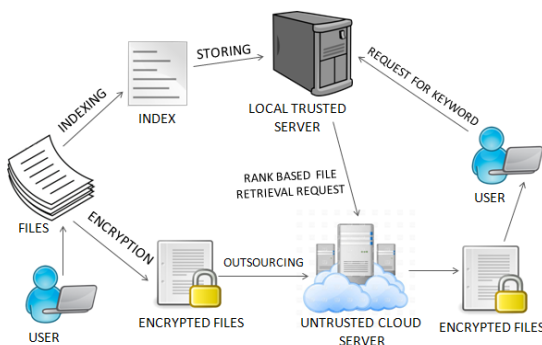 STORING
INDEXING
REQUEST FOR KEYWORD
INDEX
LOCAL TRUSTED
SERVER
RANK BASED FILE
RETRIEVAL REQUEST
USER
FILES
ENCRYPTION
OUTSOURCING
USER
ENCRYPTED FILES
UNTRUSTED CLOUD
SERVER
ENCRYPTED FILES